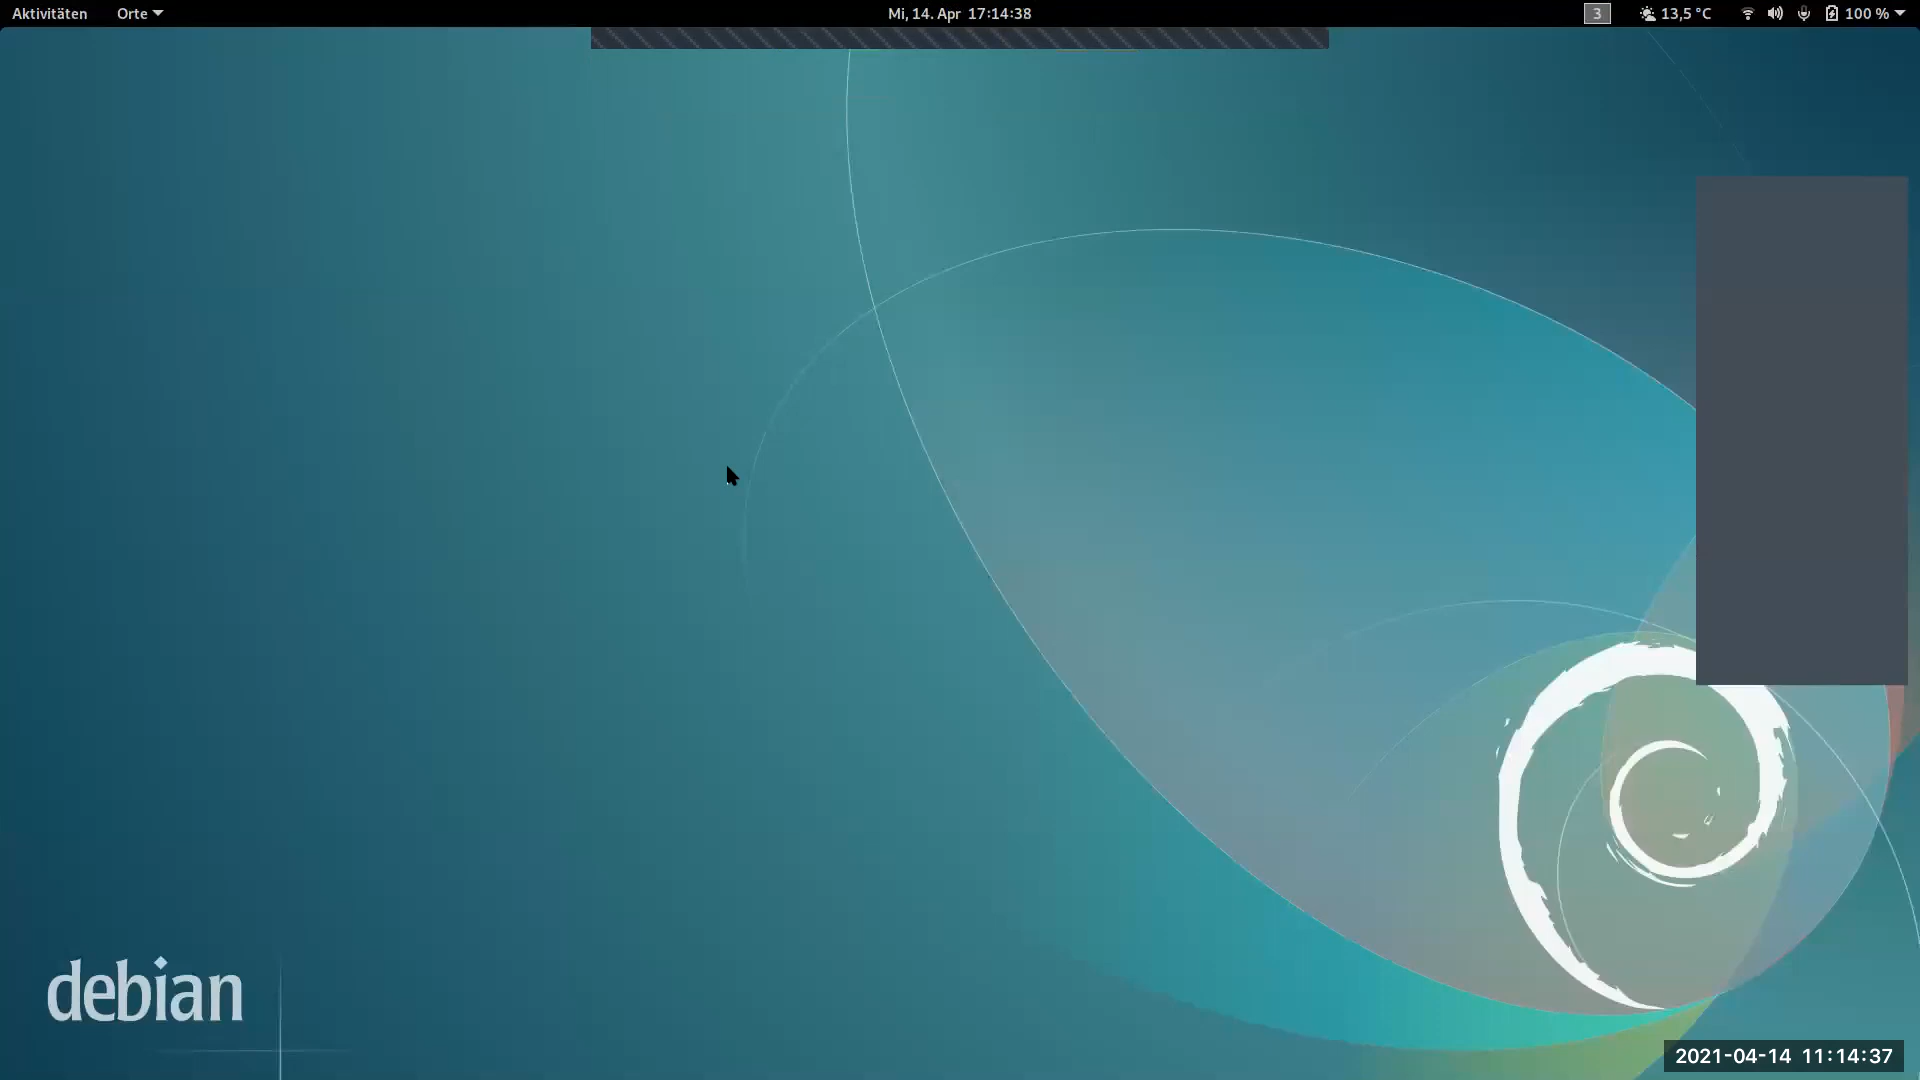 Aktivitäten Orte Mi, 14. Apr 17:14:38 3 13,5 °C 100 %
debian
2021-04-14 11:14:37